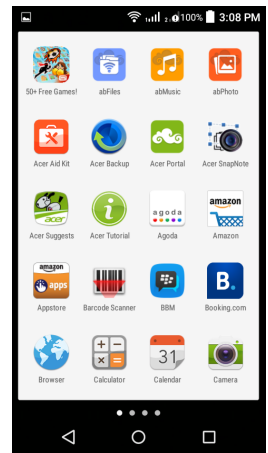 100% 3:08 PM
50+ Free Games! abFiles abMusic abPhoto
Acer Aid Kit Acer Backup Acer Portal Acer SnapNote
acer agoda amazon
Acer Suggests Acer Tutorial Agoda Amazon
amazon apps B.
Appstore Barcode Scanner BBM Booking.com
31
Browser Calculator Calendar Camera